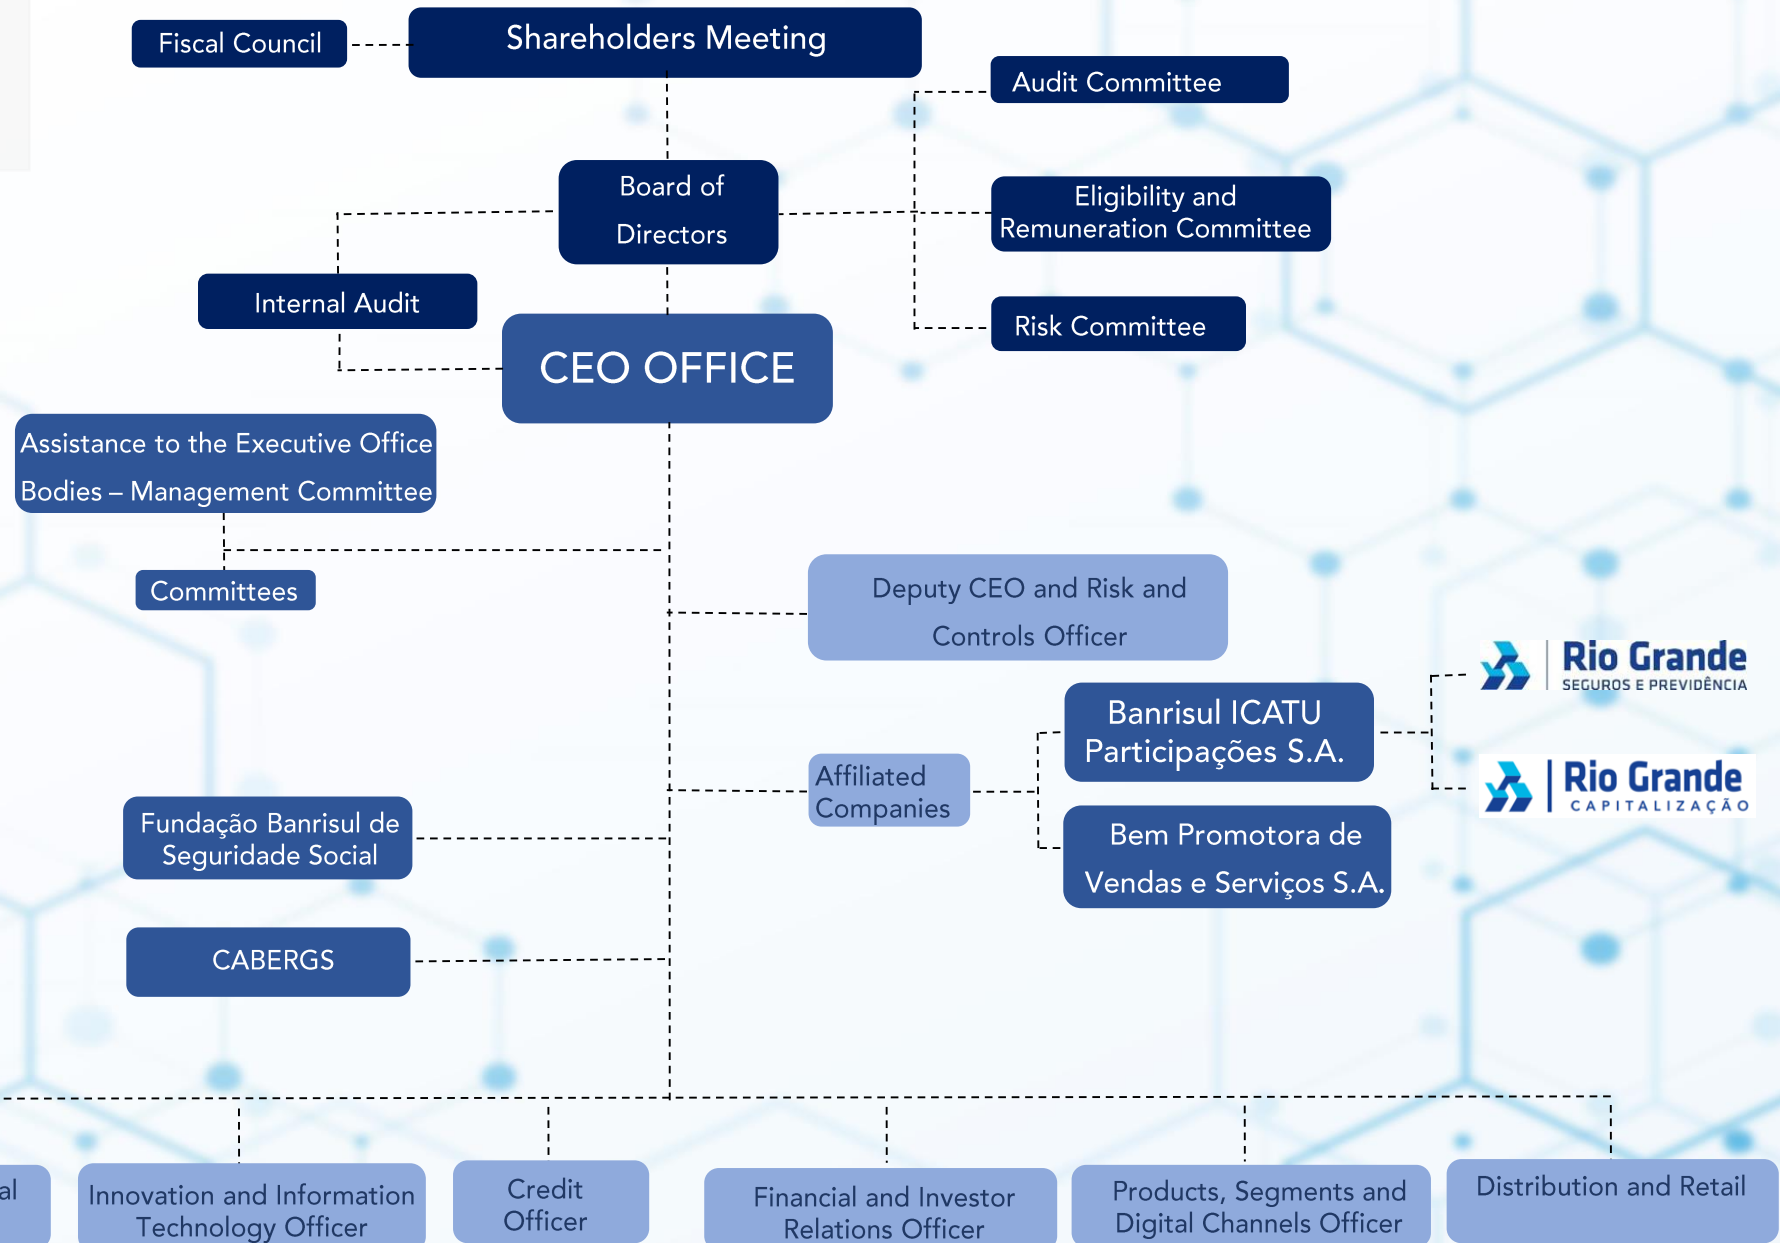 Fiscal Council
Shareholders Meeting
Audit Committee
Board of
Directors
Eligibility and
Remuneration Committee
Internal Audit
Risk Committee
CEO OFFICE
Assistance to the Executive Office
Bodies – Management Committee
Committees
Deputy CEO and Risk and
Controls Officer
Rio Grande
SEGUROS E PREVIDÊNCIA
Banrisul ICATU
Participações S.A.
Affiliated
Companies
Rio Grande
CAPITALIZAÇÃO
Fundação Banrisul de
Seguridade Social
Bem Promotora de
Vendas e Serviços S.A.
CABERGS
al
Innovation and Information
Technology Officer
Credit
Officer
Financial and Investor
Relations Officer
Products, Segments and
Digital Channels Officer
Distribution and Retail